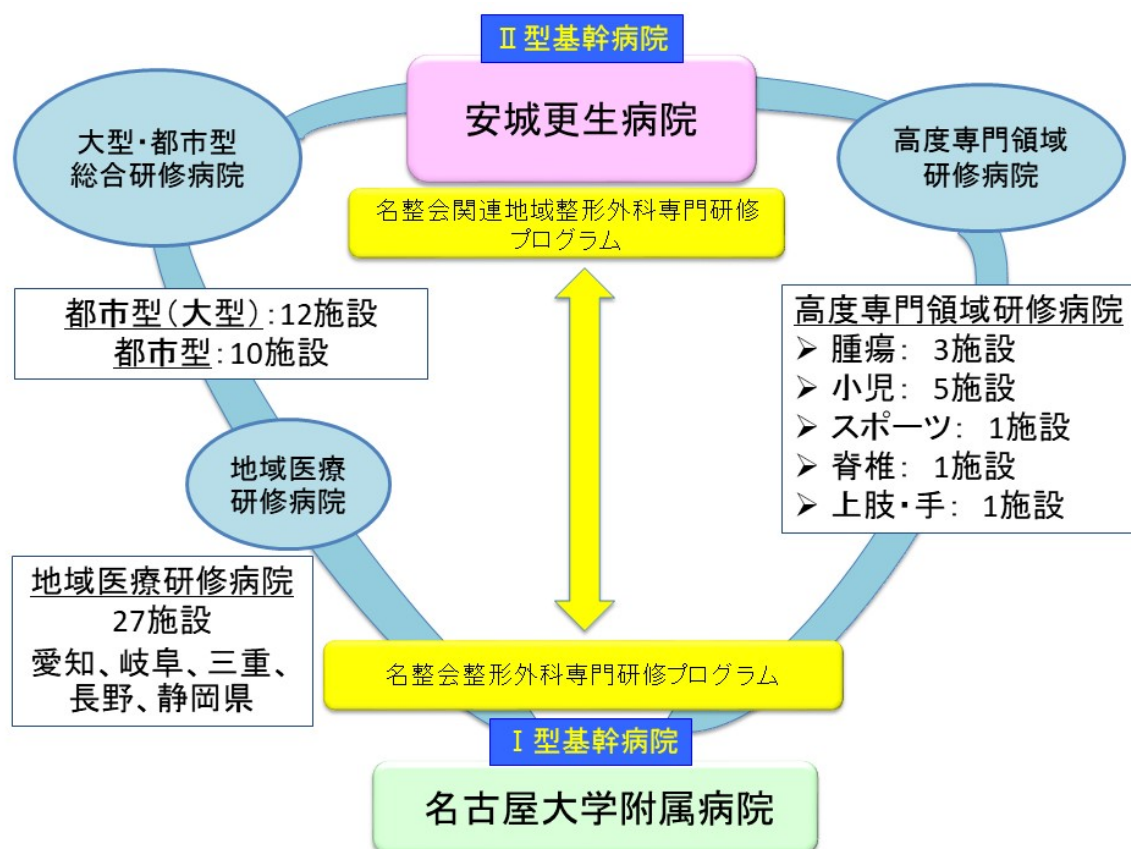 Ⅱ型基幹病院
安城更生病院
大型・都市型
総合研修病院
高度専門領域
研修病院
名整会関連地域整形外科専門研修
プログラム
都市型（大型）：12施設
都市型：10施設
高度専門領域研修病院
➢ 腫瘍： 3施設
➢ 小児： 5施設
➢ スポーツ： 1施設
➢ 脊椎： 1施設
➢ 上肢・手： 1施設
地域医療
研修病院
地域医療研修病院
27施設
愛知、岐阜、三重、
長野、静岡県
名整会整形外科専門研修プログラム
Ⅰ型基幹病院
名古屋大学附属病院